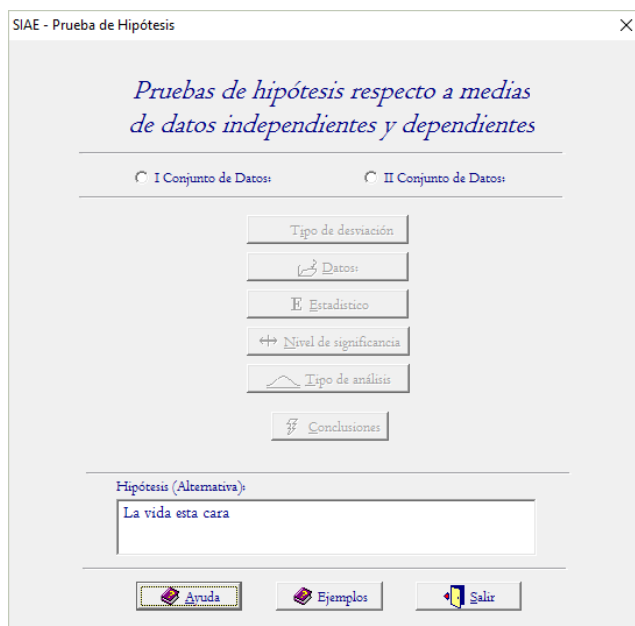 SIAE - Prueba de Hipótesis
Pruebas de hipótesis respecto a medias
de datos independientes y dependientes
I Conjunto de Datos:
II Conjunto de Datos:
Tipo de desviación
Datos:
E Estadistico
Nivel de significancia
Tipo de análisis
Conclusiones
Hipótesis (Alternativa):
La vida esta cara
Ayuda
Ejemplos
Salir